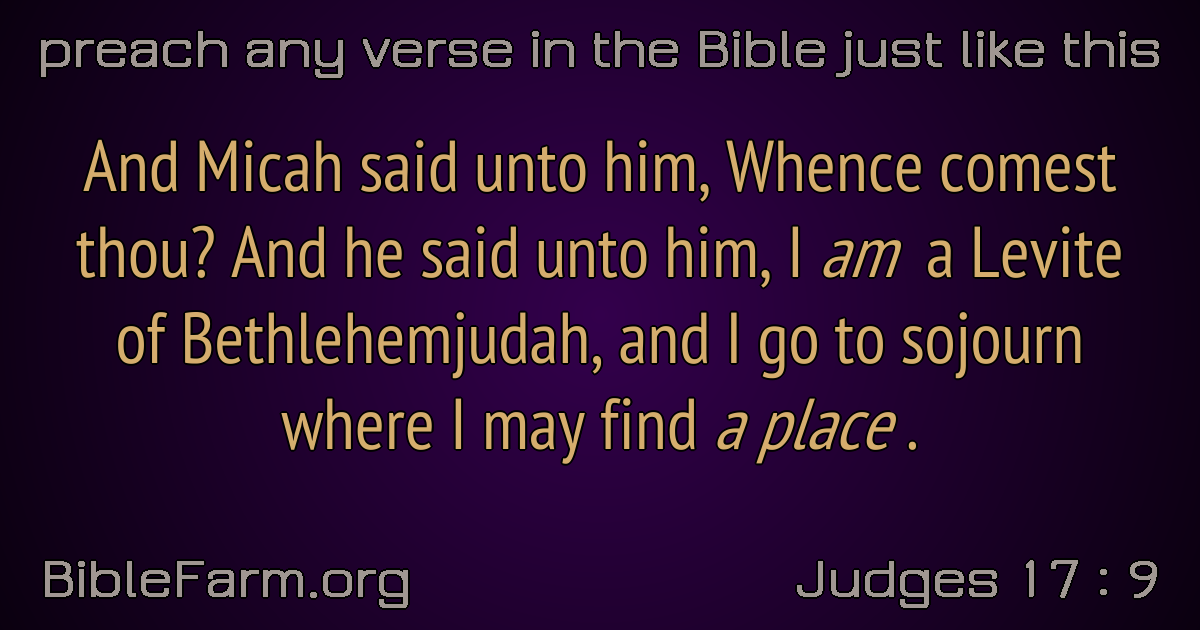 preach any verse in the Bible just like this
And Micah said unto him, Whence comest
thou? And he said unto him, I am a Levite
of Bethlehemjudah, and I go to sojourn
where I may find a place .
BibleFarm.org
Judges 17 : 9